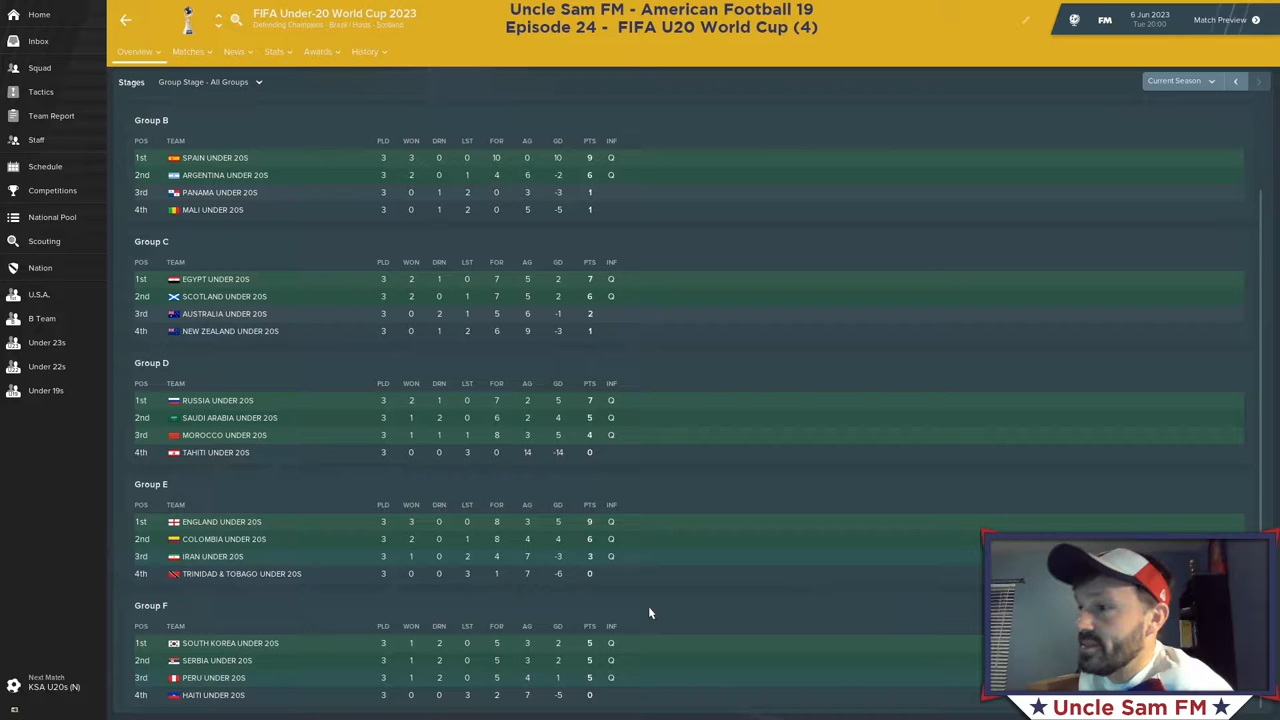 Home
Inbox
Squad
Tactics
Team Report
Staff
Schedule
Competitions
National Pool
Scouting
Nation
U.S.A.
B Team
Under 23s
Under 22s
Under 19s
Next Match
KSA U20s (N)
FIFA Under-20 World Cup 2023
Defending Champions - Brazil · Hosts - Scotland
Uncle Sam FM - American Football 19
Episode 24 - FIFA U20 World Cup (4)
FM
6 Jun 2023
Tue 20:00
Match Preview
Overview Matches News Stats Awards History
Stages Group Stage - All Groups Current Season
Group B
POS TEAM PLD WON DRN LST FOR AG GD PTS INF
1st SPAIN UNDER 20S 3 3 0 0 10 0 10 9 Q
2nd ARGENTINA UNDER 20S 3 2 0 1 4 6 -2 6 Q
3rd PANAMA UNDER 20S 3 0 1 2 0 3 -3 1
4th MALI UNDER 20S 3 0 1 2 0 5 -5 1
Group C
POS TEAM PLD WON DRN LST FOR AG GD PTS INF
1st EGYPT UNDER 20S 3 2 1 0 7 5 2 7 Q
2nd SCOTLAND UNDER 20S 3 2 0 1 7 5 2 6 Q
3rd AUSTRALIA UNDER 20S 3 0 2 1 5 6 -1 2
4th NEW ZEALAND UNDER 20S 3 0 1 2 6 9 -3 1
Group D
POS TEAM PLD WON DRN LST FOR AG GD PTS INF
1st RUSSIA UNDER 20S 3 2 1 0 7 2 5 7 Q
2nd SAUDI ARABIA UNDER 20S 3 1 2 0 6 2 4 5 Q
3rd MOROCCO UNDER 20S 3 1 1 1 8 3 5 4 Q
4th TAHITI UNDER 20S 3 0 0 3 0 14 -14 0
Group E
POS TEAM PLD WON DRN LST FOR AG GD PTS INF
1st ENGLAND UNDER 20S 3 3 0 0 8 3 5 9 Q
2nd COLOMBIA UNDER 20S 3 2 0 1 8 4 4 6 Q
3rd IRAN UNDER 20S 3 1 0 2 4 7 -3 3 Q
4th TRINIDAD & TOBAGO UNDER 20S 3 0 0 3 1 7 -6 0
Group F
POS TEAM PLD WON DRN LST FOR AG GD PTS INF
1st SOUTH KOREA UNDER 20S 3 1 2 0 5 3 2 5 Q
2nd SERBIA UNDER 20S 3 1 2 0 5 3 2 5 Q
3rd PERU UNDER 20S 3 1 2 0 5 4 1 5 Q
4th HAITI UNDER 20S 3 0 0 3 2 7 -5 0
Uncle Sam FM